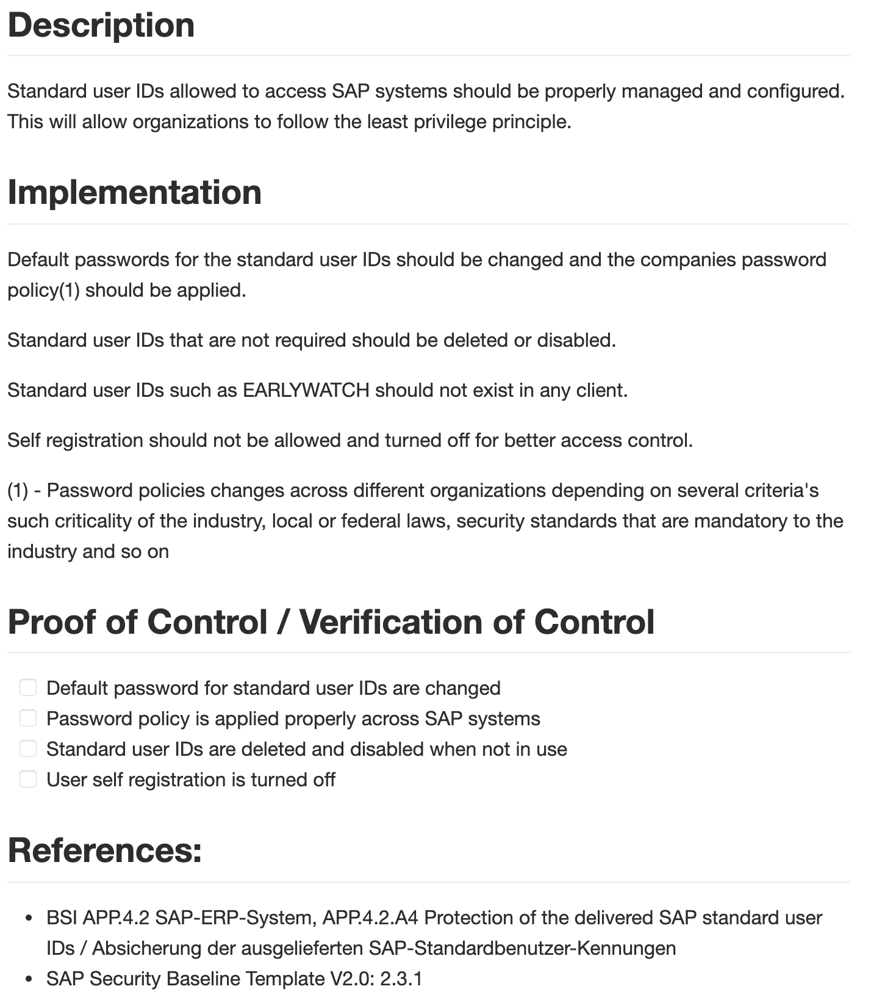 Description
Standard user IDs allowed to access SAP systems should be properly managed and configured.
This will allow organizations to follow the least privilege principle.
Implementation
Default passwords for the standard user IDs should be changed and the companies password
policy(1) should be applied.
Standard user IDs that are not required should be deleted or disabled.
Standard user IDs such as EARLYWATCH should not exist in any client.
Self registration should not be allowed and turned off for better access control.
(1) - Password policies changes across different organizations depending on several criteria's
such criticality of the industry, local or federal laws, security standards that are mandatory to the
industry and so on
Proof of Control / Verification of Control
Default password for standard user IDs are changed
Password policy is applied properly across SAP systems
Standard user IDs are deleted and disabled when not in use
User self registration is turned off
References:
• BSI APP.4.2 SAP-ERP-System, APP.4.2.A4 Protection of the delivered SAP standard user
IDs / Absicherung der ausgelieferten SAP-Standardbenutzer-Kennungen
• SAP Security Baseline Template V2.0: 2.3.1